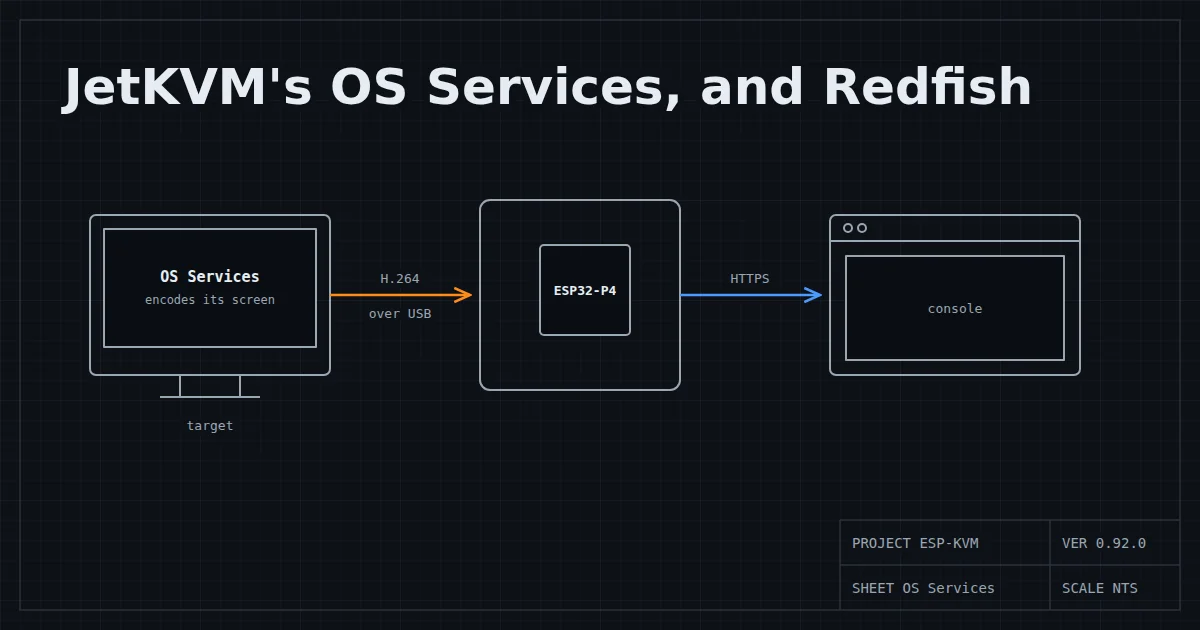 JetKVM's OS Services, and Redfish
OS Services
encodes its screen
target
H.264
over USB
ESP32-P4
HTTPS
console
PROJECT ESP-KVM
VER 0.92.0
SHEET OS Services
SCALE NTS